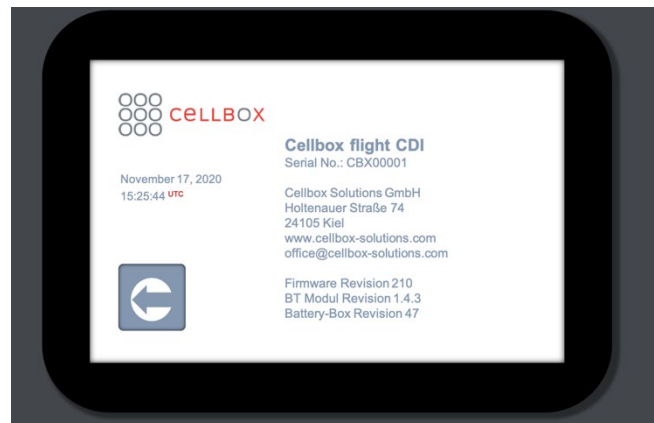 CELLBOX
November 17, 2020
15:25:44 UTC
Cellbox flight CDI
Serial No.: CBX00001
Cellbox Solutions GmbH
Holtenauer Straße 74
24105 Kiel
www.cellbox-solutions.com
office@cellbox-solutions.com
Firmware Revision 210
BT Modul Revision 1.4.3
Battery-Box Revision 47